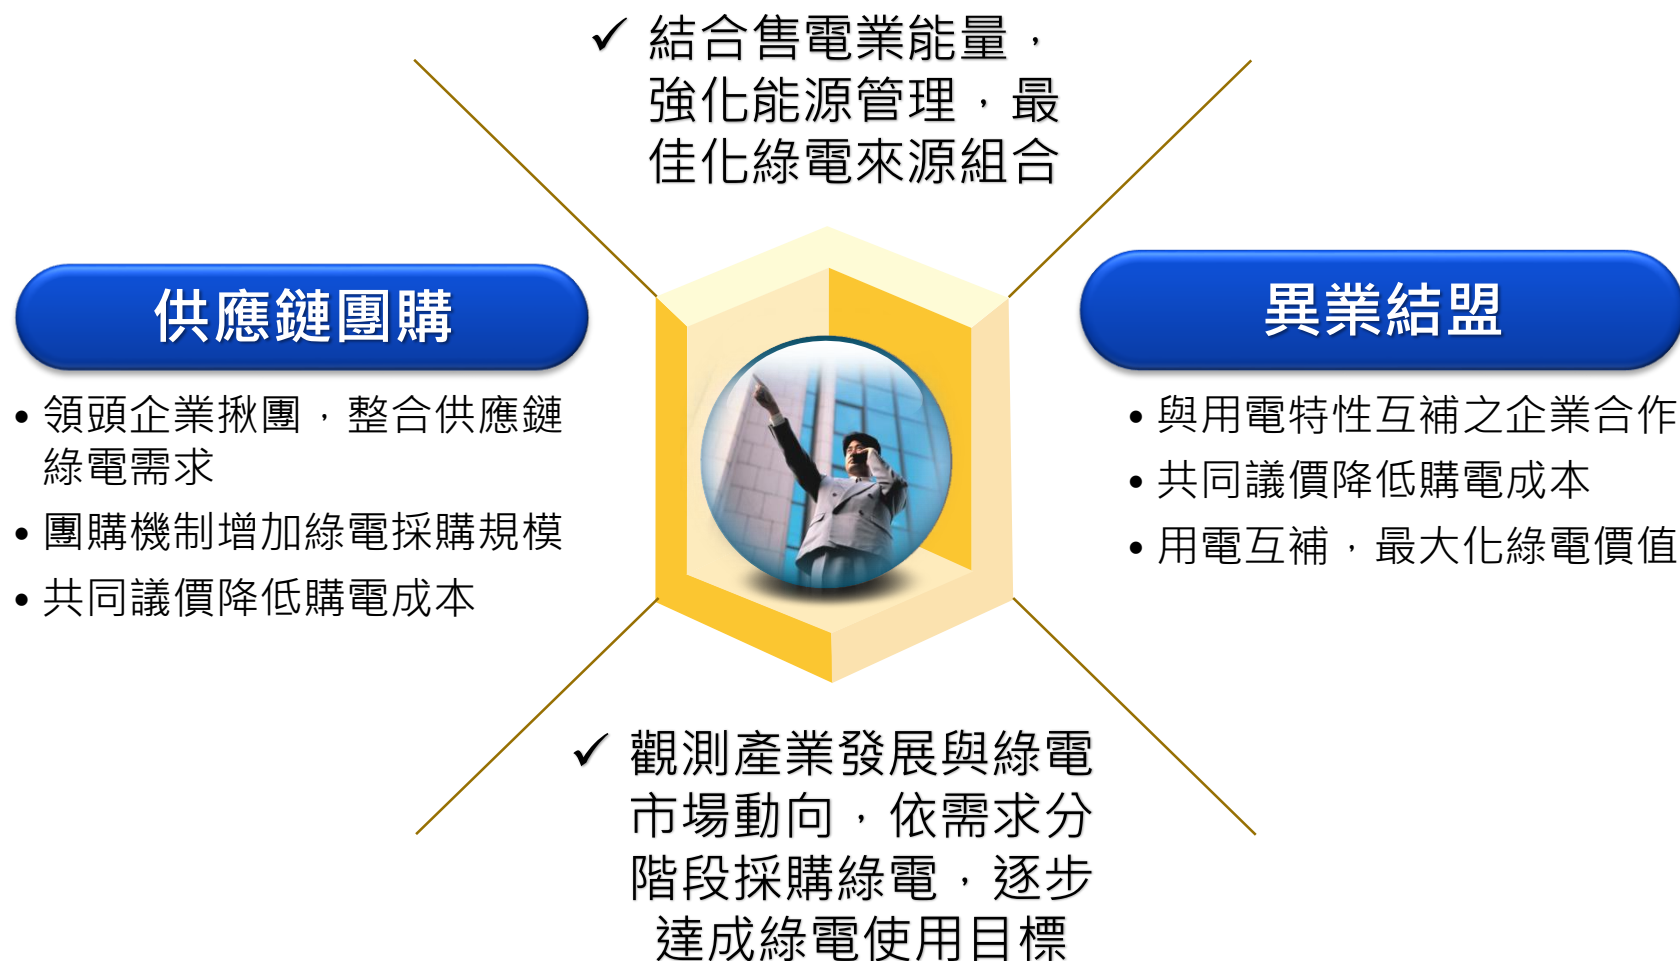 ✓ 結合售電業能量，
強化能源管理，最
佳化綠電來源組合
供應鏈團購
• 領頭企業揪團，整合供應鏈
綠電需求
• 團購機制增加綠電採購規模
• 共同議價降低購電成本
異業結盟
• 與用電特性互補之企業合作
• 共同議價降低購電成本
• 用電互補，最大化綠電價值
✓ 觀測產業發展與綠電
市場動向，依需求分
階段採購綠電，逐步
達成綠電使用目標